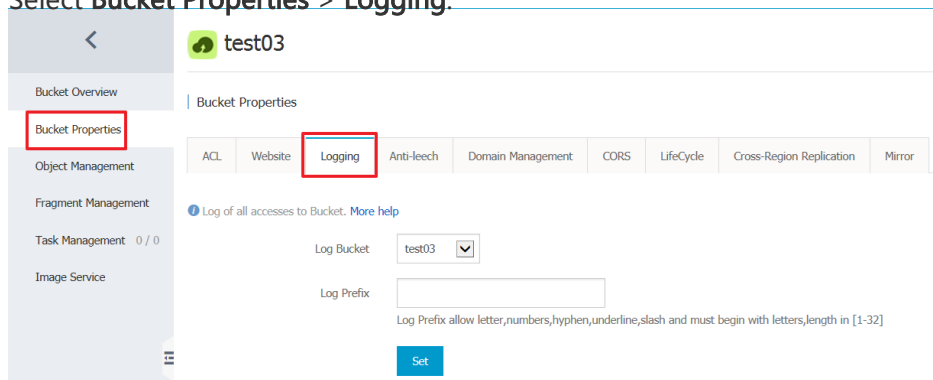 Select Bucket Properties > Logging.
test03
Bucket Overview
Bucket Properties
Object Management
Fragment Management
Task Management 0 / 0
Image Service
Bucket Properties
ACL Website Logging Anti-leech Domain Management CORS LifeCycle Cross-Region Replication Mirror
Log of all accesses to Bucket. More help
Log Bucket test03
Log Prefix
Log Prefix allow letter,numbers,hyphen,underline,slash and must begin with letters,length in [1-32]
Set